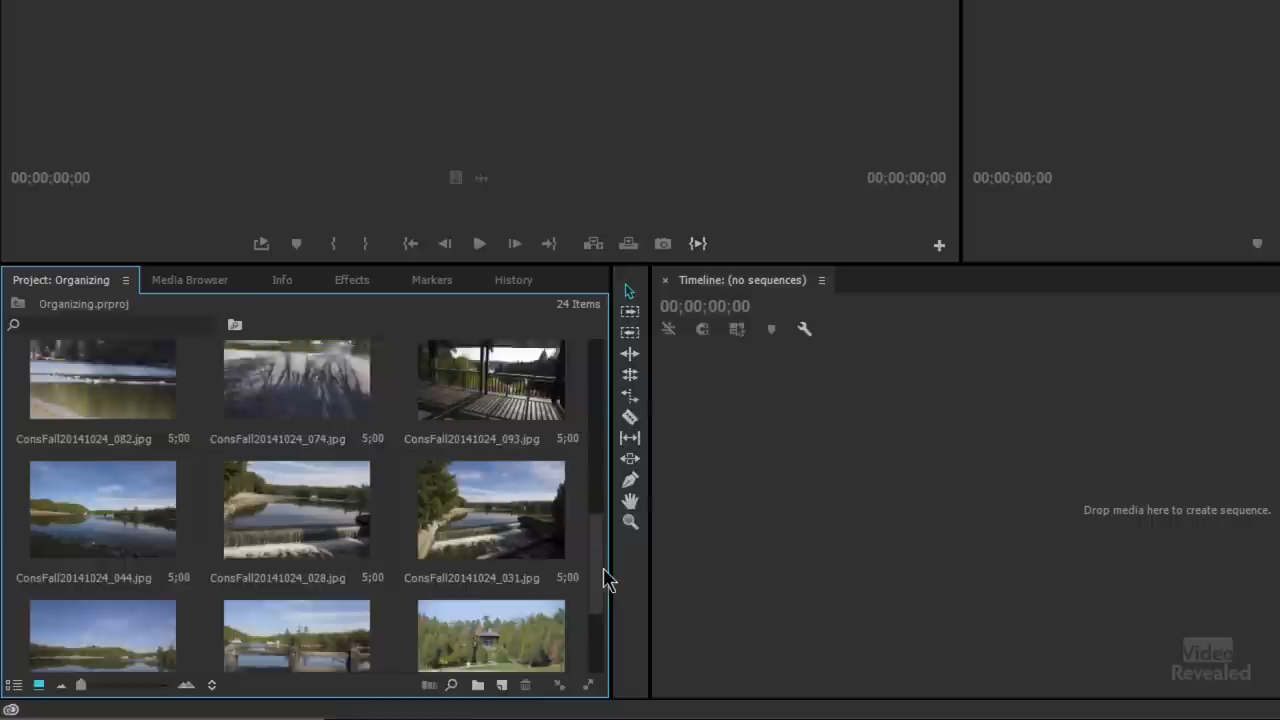 00;00;00;00
00;00;00;00
00;00;00;00
Project: Organizing
Media Browser
Info
Effects
Markers
History
Timeline: (no sequences)
Organizing.prproj
24 Items
00;00;00;00
ConsFall20141024_082.jpg 5;00
ConsFall20141024_074.jpg 5;00
ConsFall20141024_093.jpg 5;00
Drop media here to create sequence.
ConsFall20141024_044.jpg 5;00
ConsFall20141024_028.jpg 5;00
ConsFall20141024_031.jpg 5;00
Video
Revealed